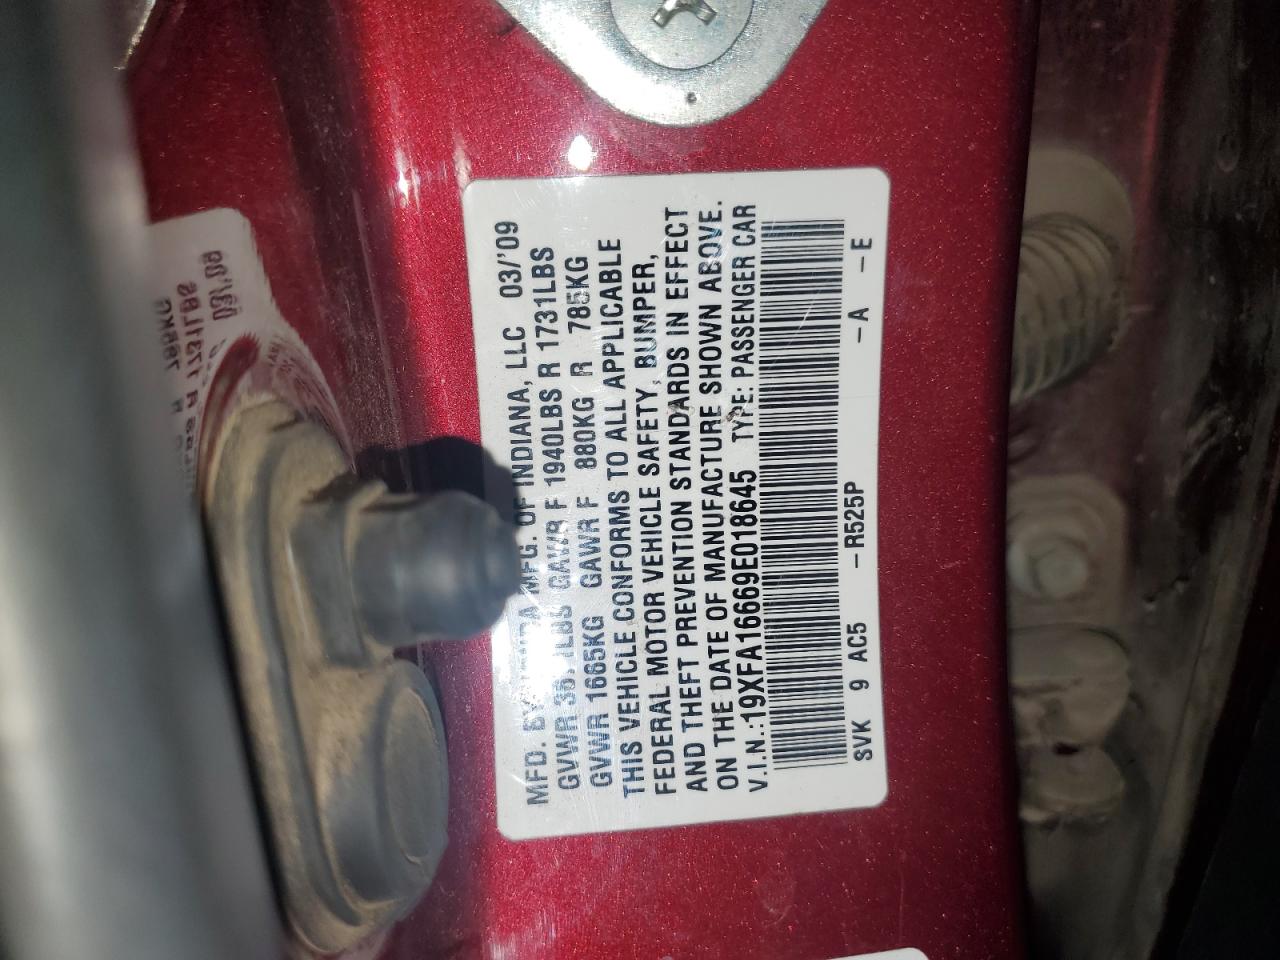 MFD. BY HONDA MFG. OF INDIANA, LLC 03/'09
GVWR LBS GAWR F 1940LBS R 1731LBS
GVWR 1665KG GAWR F 880KG R 785KG
THIS VEHICLE CONFORMS TO ALL APPLICABLE
FEDERAL MOTOR VEHICLE SAFETY, BUMPER,
AND THEFT PREVENTION STANDARDS IN EFFECT
ON THE DATE OF MANUFACTURE SHOWN ABOVE.
V.I.N.:19XFA16669E018645 TYPE: PASSENGER CAR
SVK 9 AC5 -R525P -A -E